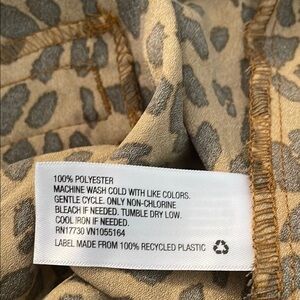 100% POLYESTER
MACHINE WASH COLD WITH LIKE COLORS.
GENTLE CYCLE. ONLY NON-CHLORINE
BLEACH IF NEEDED. TUMBLE DRY LOW.
COOL IRON IF NEEDED.
RN17730 VN1055164
LABEL MADE FROM 100% RECYCLED PLASTIC